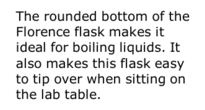 The rounded bottom of the
Florence flask makes it
ideal for boiling liquids. It
also makes this flask easy
to tip over when sitting on
the lab table.